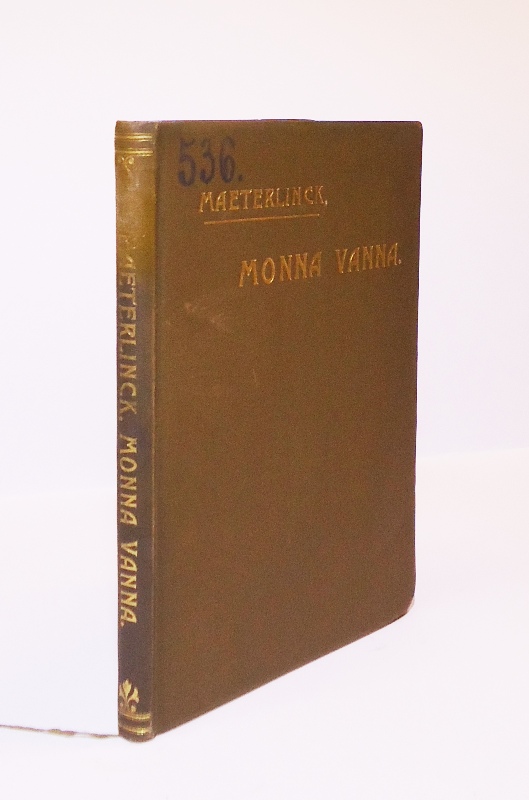 536.
MAETERLINCK,
MONNA VANNA.
MAETERLINCK, MONNA VANNA.